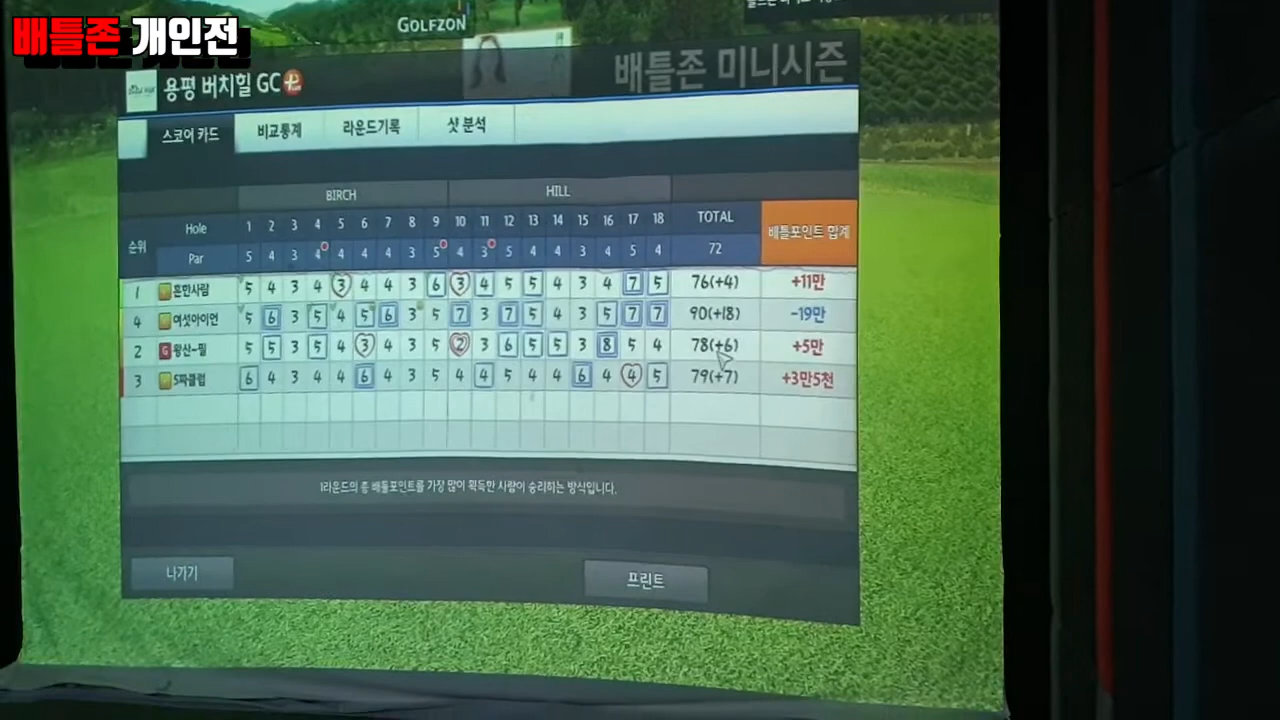 배틀존 개인전
GOLFZON
용평 버치힐 GC
배틀존 미니시즌
스코어 카드 비교통계 라운드기록 샷 분석
BIRCH HILL
순위 Hole 1 2 3 4 5 6 7 8 9 10 11 12 13 14 15 16 17 18 TOTAL 배틀포인트 합계
Par 5 4 3 4 4 4 4 3 5 4 3 5 4 4 3 4 5 4 72
1 흔한사람 5 4 3 4 3 4 4 3 6 3 4 5 5 4 3 4 7 5 76(+4) +11만
4 여섯아이언 5 6 3 5 4 5 6 3 5 7 3 7 5 4 3 5 7 7 90(+18) -19만
2 G 왕산-필 5 5 3 5 4 3 4 3 5 2 3 6 5 5 3 8 5 4 78(+6) +5만
3 5짜클럽 6 4 3 4 4 6 4 3 5 4 4 5 4 4 6 4 4 5 79(+7) +3만5천
1라운드의 총 배틀포인트를 가장 많이 획득한 사람이 승리하는 방식입니다.
나가기 프린트